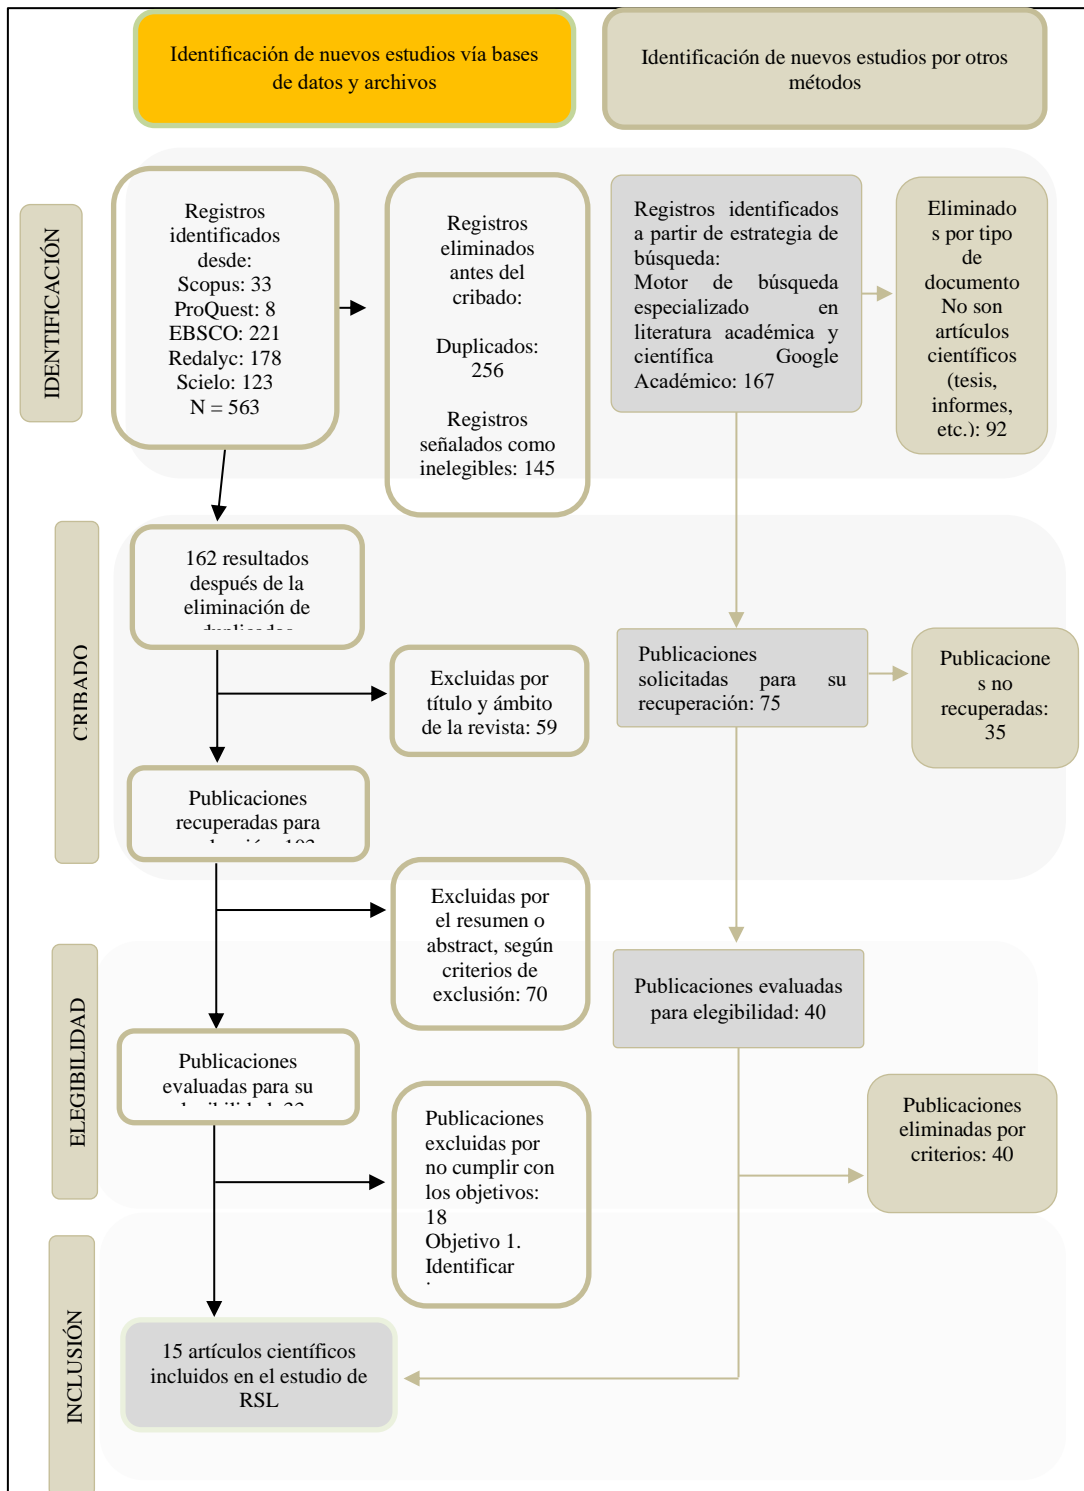 Identificación de nuevos estudios vía bases
de datos y archivos
Identificación de nuevos estudios por otros
métodos
IDENTIFICACIÓN
Registros
identificados
desde:
Scopus: 33
ProQuest: 8
EBSCO: 221
Redalyc: 178
Scielo: 123
N = 563
Registros
eliminados
antes del
cribado:
Duplicados:
256
Registros
señalados como
inelegibles: 145
Registros identificados
a partir de estrategia de
búsqueda:
Motor de búsqueda
especializado en
literatura académica y
científica Google
Académico: 167
Eliminado
s por tipo
de
documento
No son
artículos
científicos
(tesis,
informes,
etc.): 92
CRIBADO
162 resultados
después de la
eliminación de
duplicados
Excluidas por
título y ámbito
de la revista: 59
Publicaciones
solicitadas para su
recuperación: 75
Publicacione
s no
recuperadas:
35
Publicaciones
recuperadas para
103
Excluidas por
el resumen o
abstract, según
criterios de
exclusión: 70
ELEGIBILIDAD
Publicaciones evaluadas
para elegibilidad: 40
Publicaciones
evaluadas para su
elegibilidad: 33
Publicaciones
excluidas por
no cumplir con
los objetivos:
18
Objetivo 1.
Identificar
Publicaciones
eliminadas por
criterios: 40
INCLUSIÓN
15 artículos científicos
incluidos en el estudio de
RSL